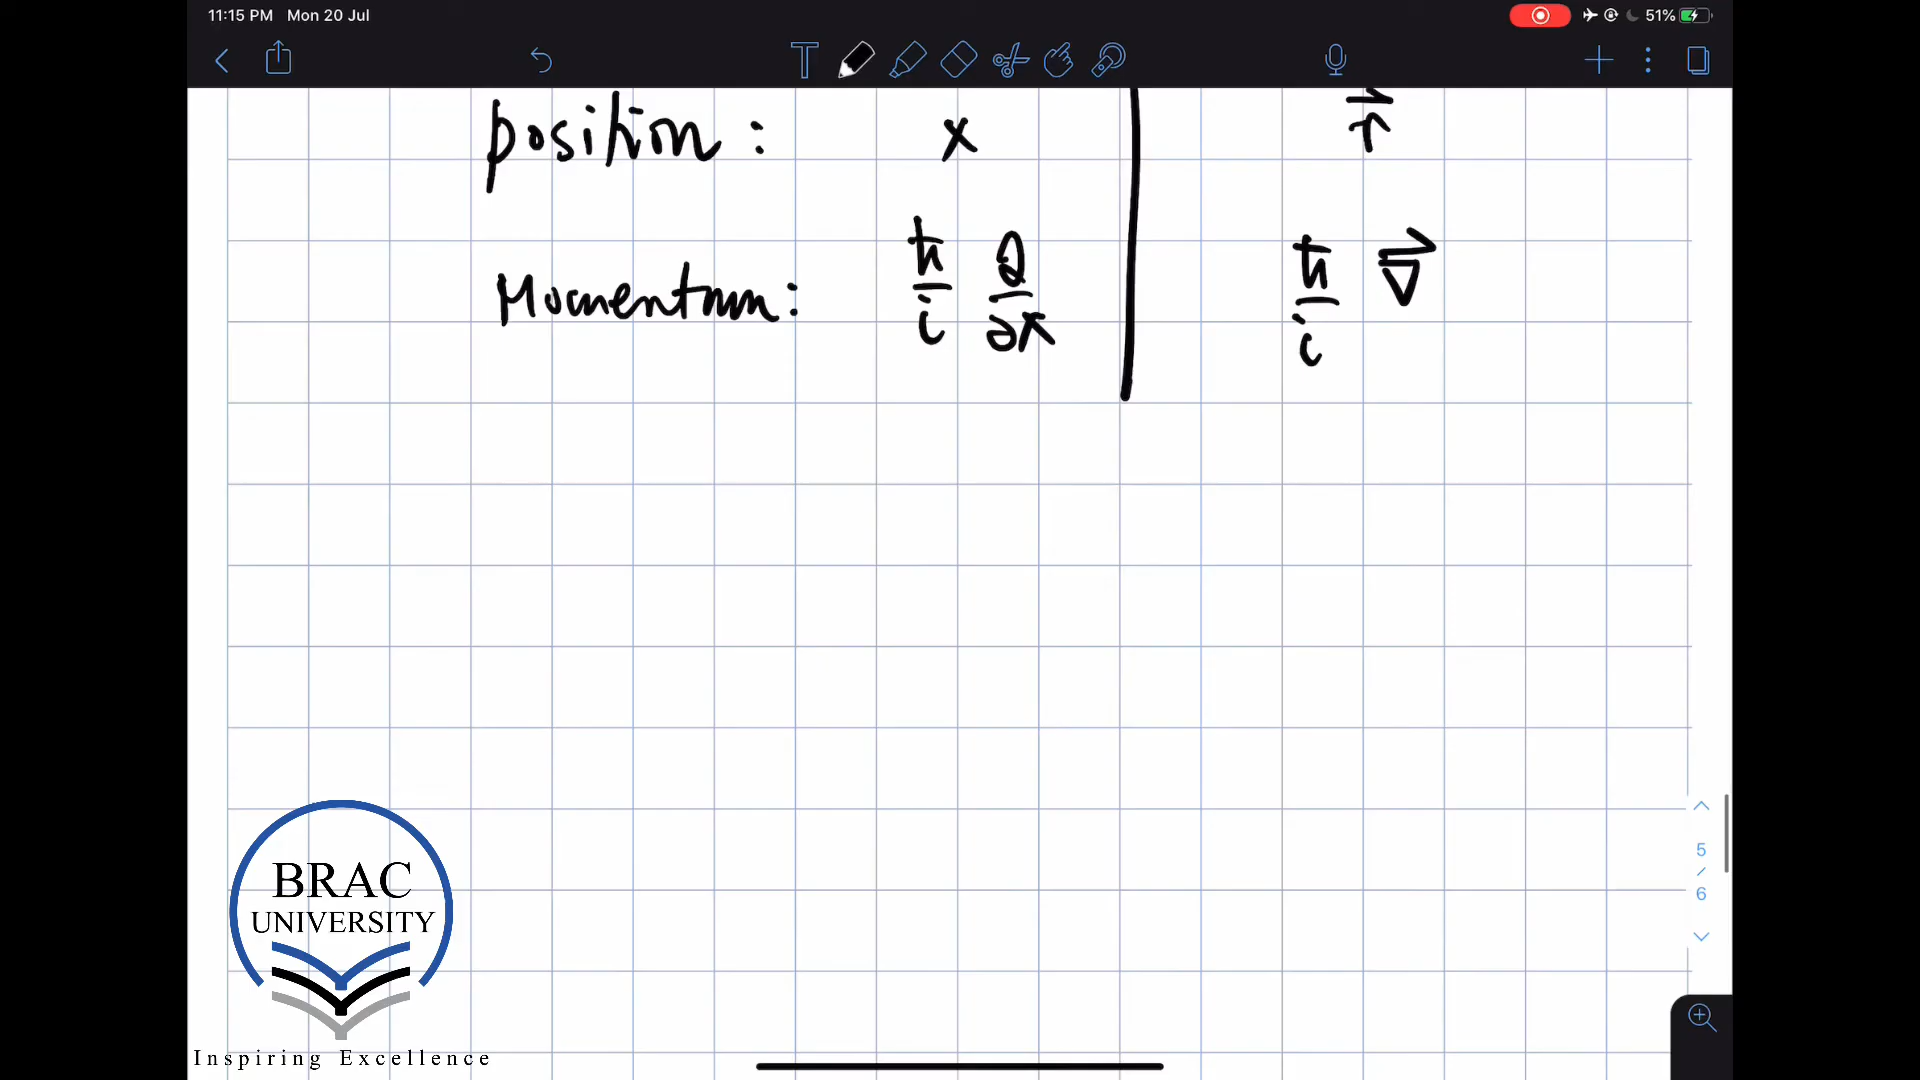 11:15 PM Mon 20 Jul 51%
T
position: x r⃗
Momentum: ħ/i ∂/∂x ħ/i ∇⃗
5
/
6
BRAC
UNIVERSITY
Inspiring Excellence